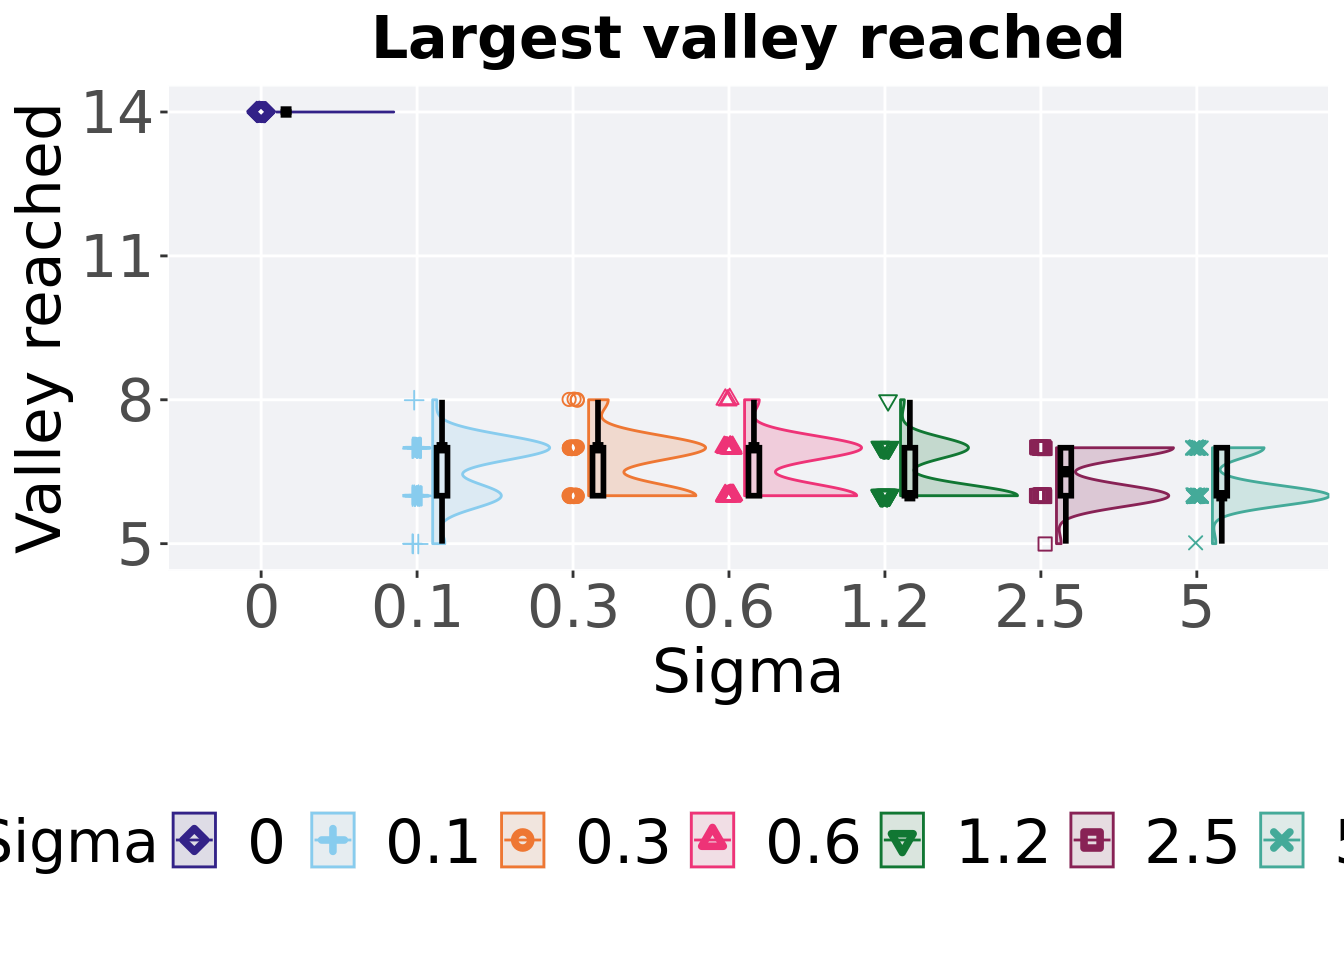 Largest valley reached
Valley reached
14
11
8
5
0 0.1 0.3 0.6 1.2 2.5 5
Sigma
Sigma 0 0.1 0.3 0.6 1.2 2.5 5